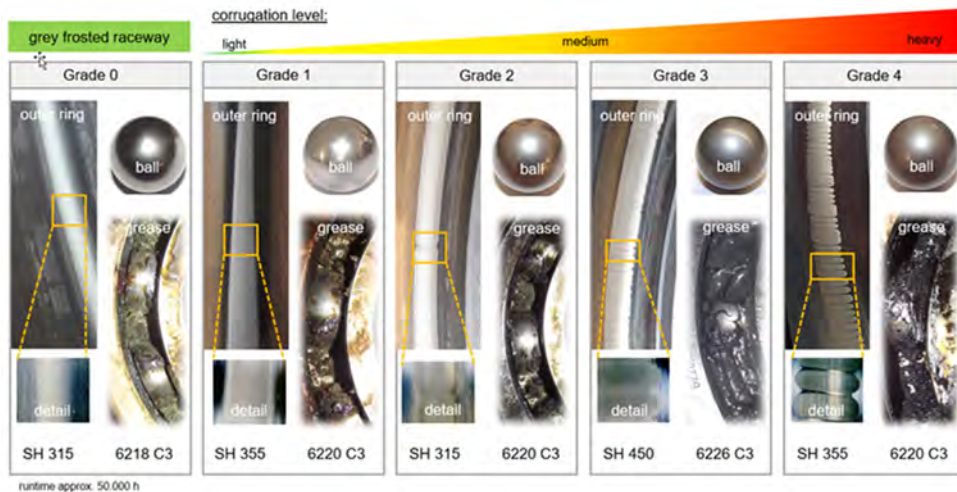 corrugation level:
grey frosted raceway
light
medium
heavy
Grade 0
Grade 1
Grade 2
Grade 3
Grade 4
outer ring
ball
grease
detail
SH 315
6218 C3
outer ring
ball
grease
detail
SH 355
6220 C3
outer ring
ball
grease
detail
SH 315
6220 C3
outer ring
ball
grease
detail
SH 450
6226 C3
outer ring
ball
grease
detail
SH 355
6220 C3
runtime approx. 50.000 h